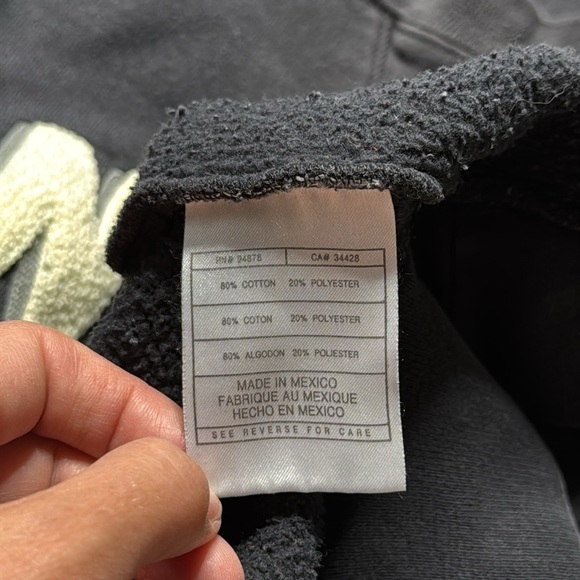 RN# 94878 CA# 34428
80% COTTON 20% POLYESTER
80% COTON 20% POLYESTER
80% ALGODON 20% POLIESTER
MADE IN MEXICO
FABRIQUE AU MEXIQUE
HECHO EN MEXICO
SEE REVERSE FOR CARE